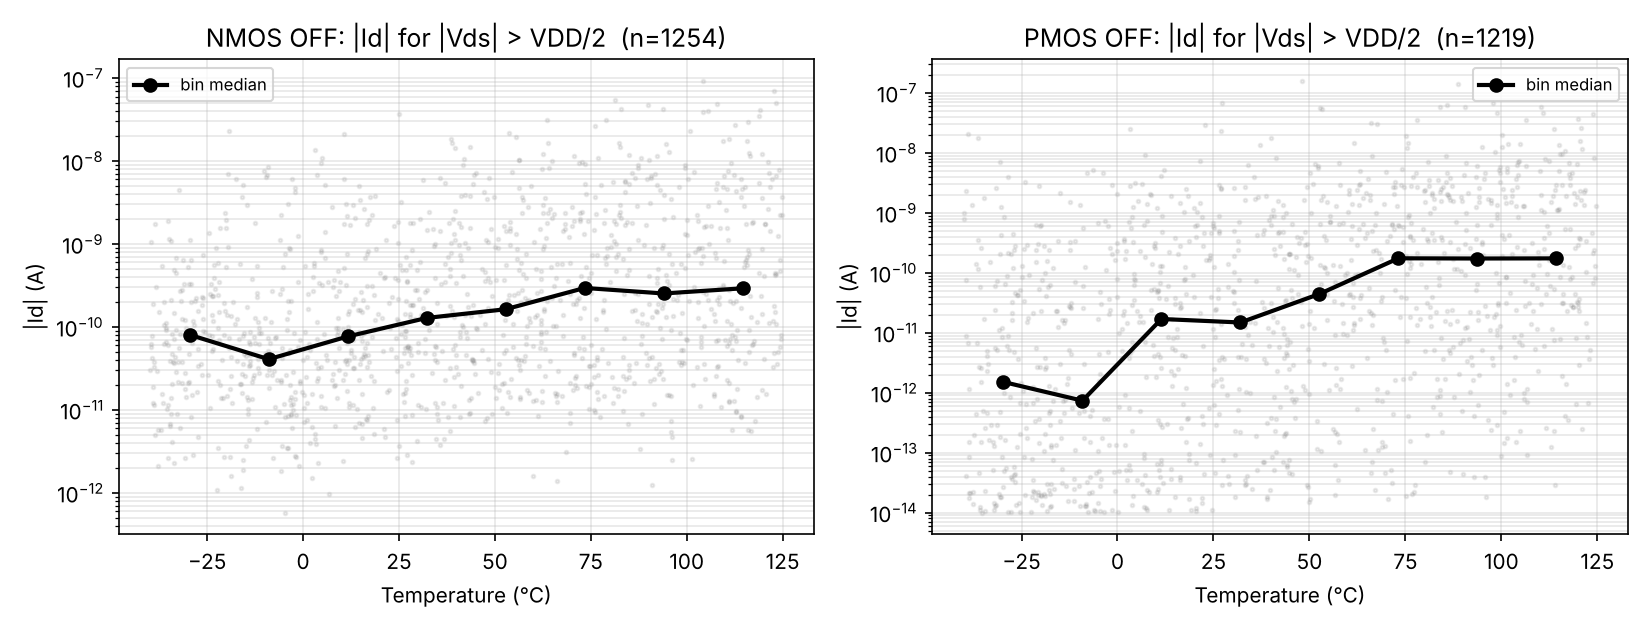 NMOS OFF: |Id| for |Vds| > VDD/2 (n=1254)
bin median
10⁻⁷
10⁻⁸
10⁻⁹
10⁻¹⁰
10⁻¹¹
10⁻¹²
|Id| (A)
−25 0 25 50 75 100 125
Temperature (°C)
PMOS OFF: |Id| for |Vds| > VDD/2 (n=1219)
bin median
10⁻⁷
10⁻⁸
10⁻⁹
10⁻¹⁰
10⁻¹¹
10⁻¹²
10⁻¹³
10⁻¹⁴
|Id| (A)
−25 0 25 50 75 100 125
Temperature (°C)